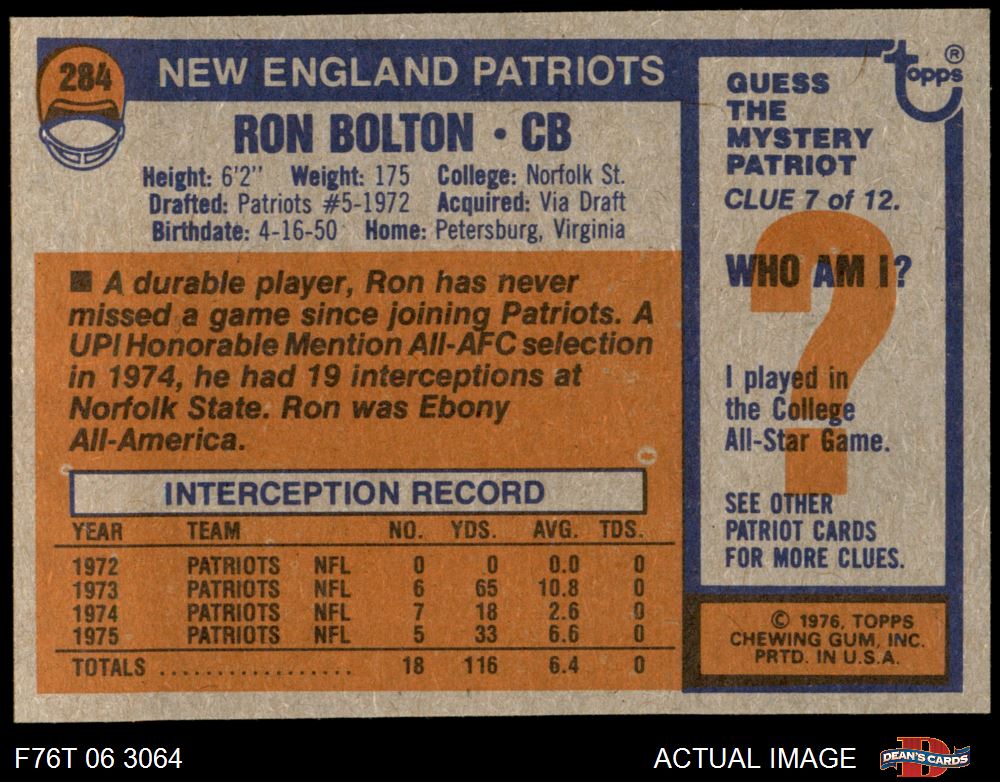 284
NEW ENGLAND PATRIOTS
RON BOLTON • CB
Height: 6'2" Weight: 175 College: Norfolk St.
Drafted: Patriots #5-1972 Acquired: Via Draft
Birthdate: 4-16-50 Home: Petersburg, Virginia
■ A durable player, Ron has never
missed a game since joining Patriots. A
UPI Honorable Mention All-AFC selection
in 1974, he had 19 interceptions at
Norfolk State. Ron was Ebony
All-America.
INTERCEPTION RECORD
YEAR TEAM NO. YDS. AVG. TDS.
1972 PATRIOTS NFL 0 0 0.0 0
1973 PATRIOTS NFL 6 65 10.8 0
1974 PATRIOTS NFL 7 18 2.6 0
1975 PATRIOTS NFL 5 33 6.6 0
TOTALS ................. 18 116 6.4 0
topps ®
GUESS
THE
MYSTERY
PATRIOT
CLUE 7 of 12.
?
WHO AM I?
I played in
the College
All-Star Game.
SEE OTHER
PATRIOT CARDS
FOR MORE CLUES.
© 1976, TOPPS
CHEWING GUM, INC.
PRTD. IN U.S.A.
F76T 06 3064
ACTUAL IMAGE
D
DEAN'S CARDS